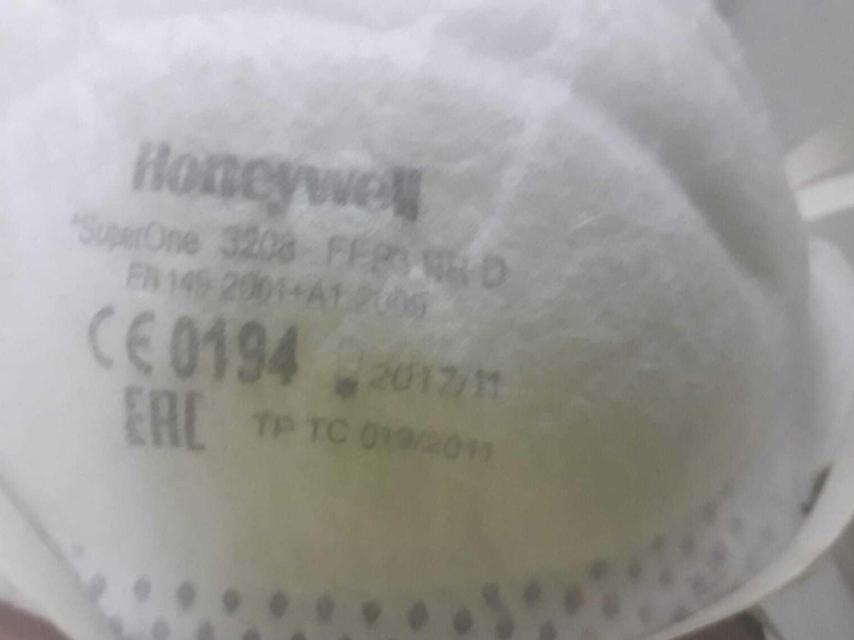 Honeywell
"SuperOne 3208 FFP3 NR D
EN 149:2001+A1:2009
CE 0194 2017/11
EAC TP TC 019/2011